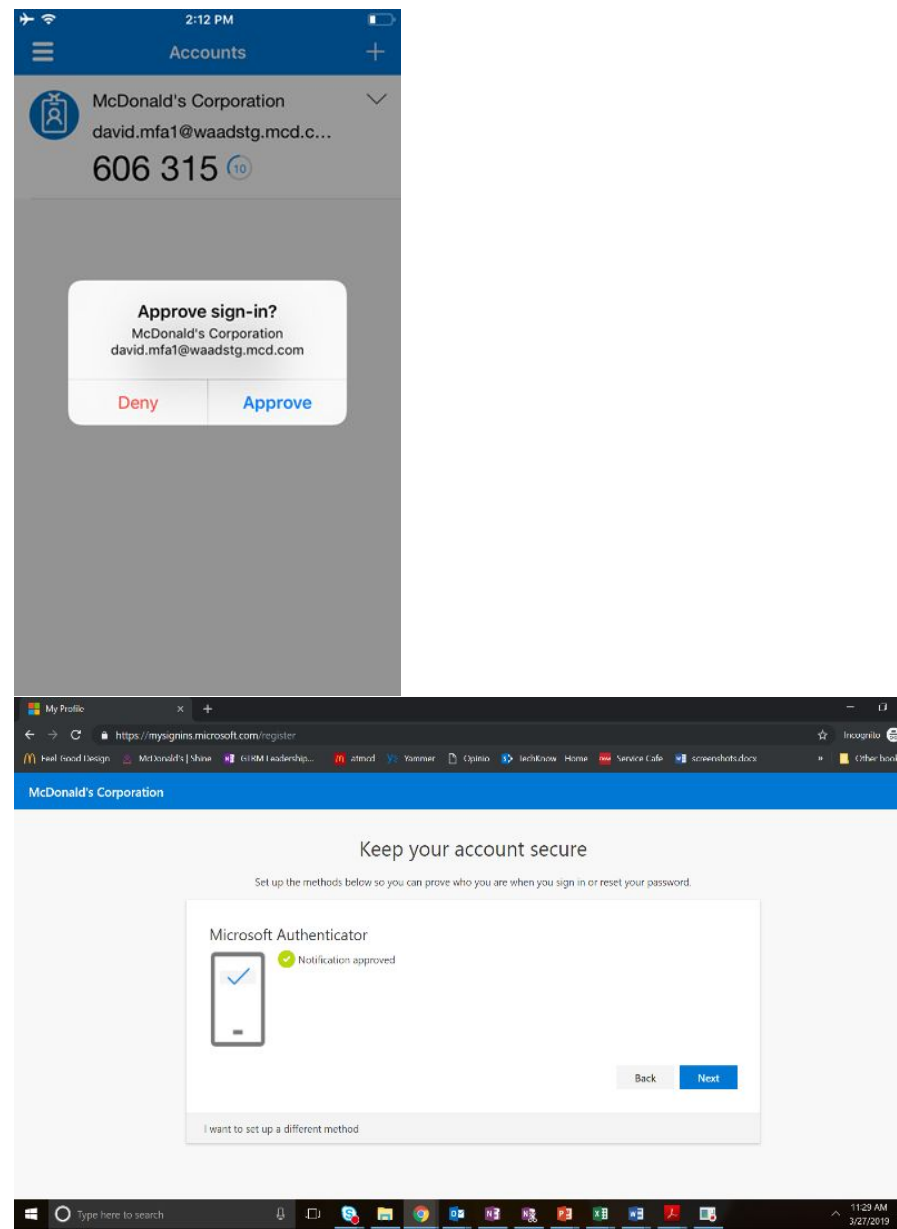 2:12 PM
Accounts
McDonald's Corporation
david.mfa1@waadstg.mcd.c...
606 315 10
Approve sign-in?
McDonald's Corporation
david.mfa1@waadstg.mcd.com
Deny Approve
My Profile
https://mysignins.microsoft.com/register
Incognito
Feel Good Design McDonald's | Shine GTRM Leadership... atmcd Yammer Opinio TechKnow Home Service Cafe screenshots.docx Other book
McDonald's Corporation
Keep your account secure
Set up the methods below so you can prove who you are when you sign in or reset your password.
Microsoft Authenticator
Notification approved
Back Next
I want to set up a different method
Type here to search
11:29 AM
3/27/2019